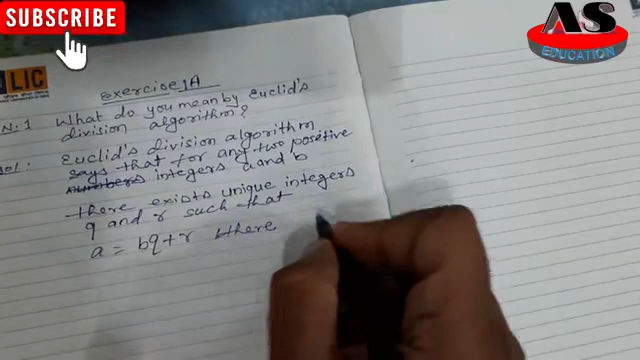 SUBSCRIBE
AS
EDUCATION
LIC
Exercise 1A
N. 1 What do you mean by Euclid's
division algorithm?
Sol: Euclid's division algorithm
says that for any two positive
numbers integers a and b
there exists unique integers
q and r such that
a = bq + r